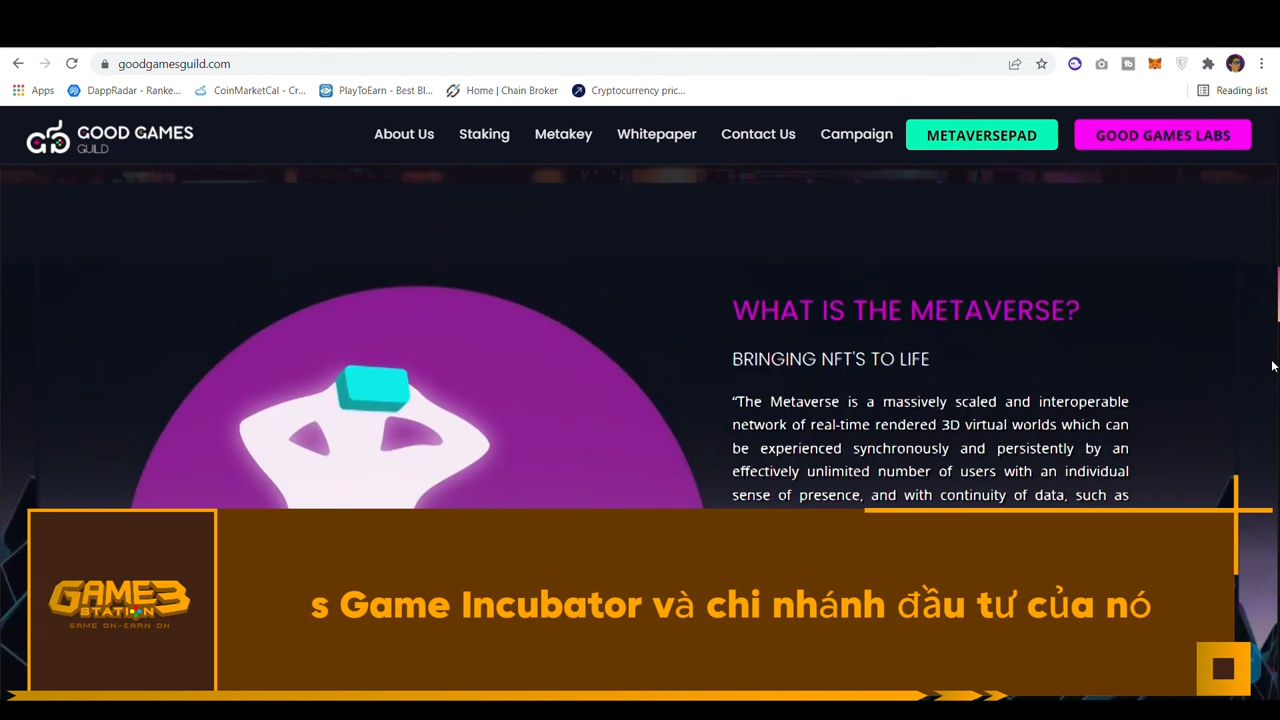 goodgamesguild.com
Apps
DappRadar - Ranke...
CoinMarketCal - Cr...
PlayToEarn - Best Bl...
Home | Chain Broker
Cryptocurrency pric...
Reading list
GOOD GAMES
GUILD
About Us
Staking
Metakey
Whitepaper
Contact Us
Campaign
METAVERSEPAD
GOOD GAMES LABS
WHAT IS THE METAVERSE?
BRINGING NFT'S TO LIFE
“The Metaverse is a massively scaled and interoperable
network of real-time rendered 3D virtual worlds which can
be experienced synchronously and persistently by an
effectively unlimited number of users with an individual
sense of presence, and with continuity of data, such as
GAME3
STATION
GAME ON-EARN ON
s Game Incubator và chi nhánh đầu tư của nó